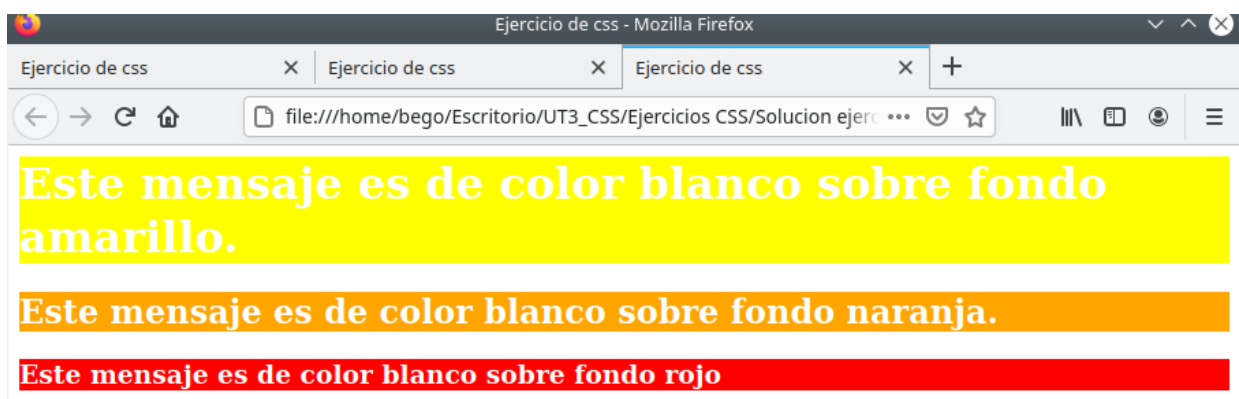 Ejercicio de css - Mozilla Firefox
Ejercicio de css
Ejercicio de css
Ejercicio de css
file:///home/bego/Escritorio/UT3_CSS/Ejercicios CSS/Solucion ejer
Este mensaje es de color blanco sobre fondo
amarillo.
Este mensaje es de color blanco sobre fondo naranja.
Este mensaje es de color blanco sobre fondo rojo